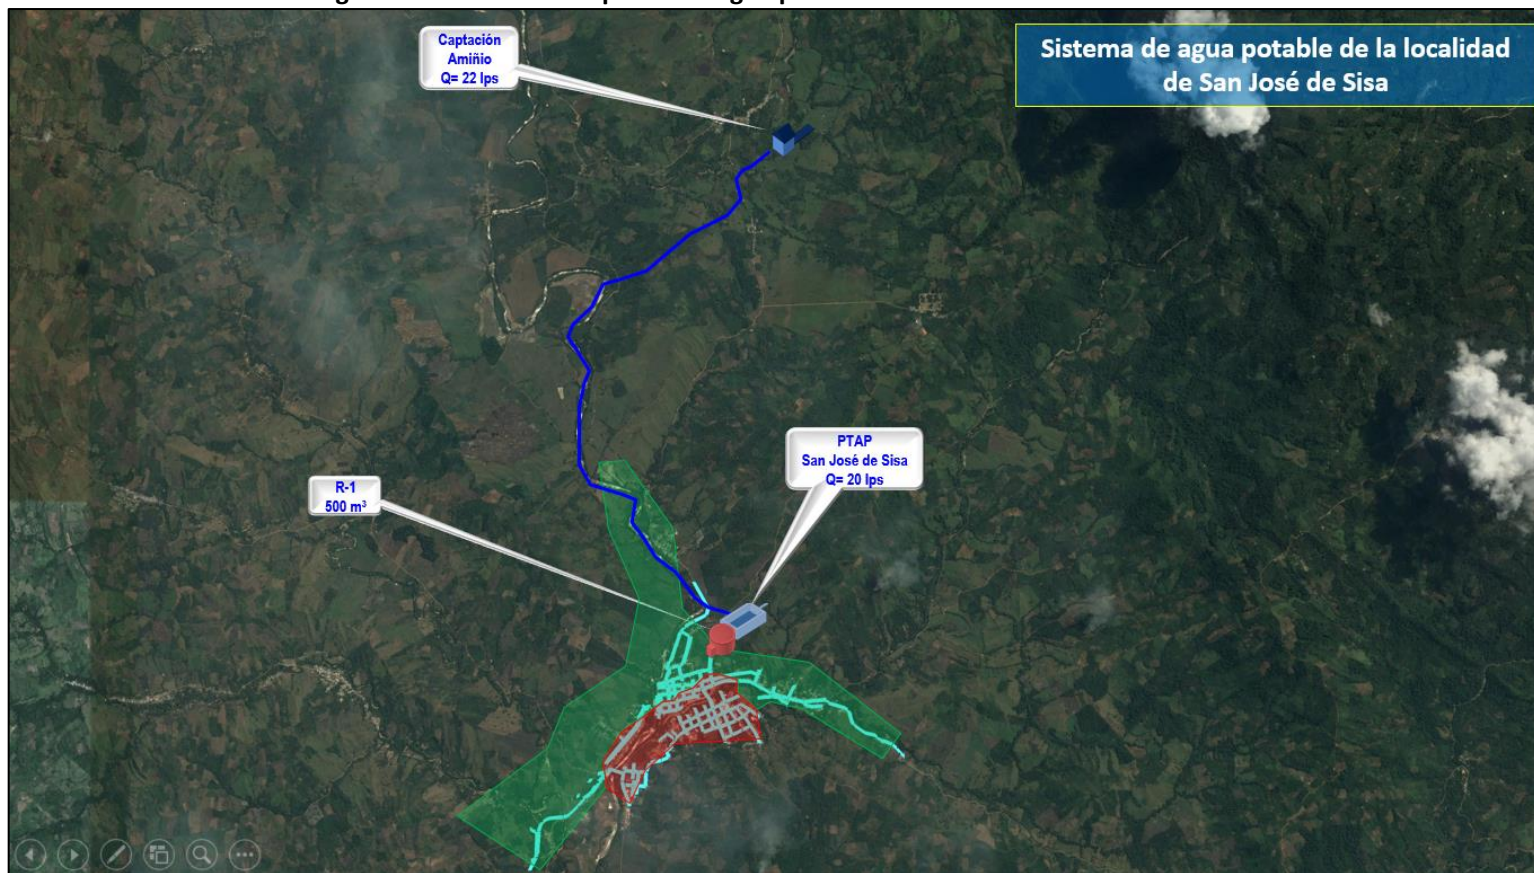 Captación
Amiñio
Q= 22 lps
Sistema de agua potable de la localidad
de San José de Sisa
PTAP
San José de Sisa
Q= 20 lps
R-1
500 m³